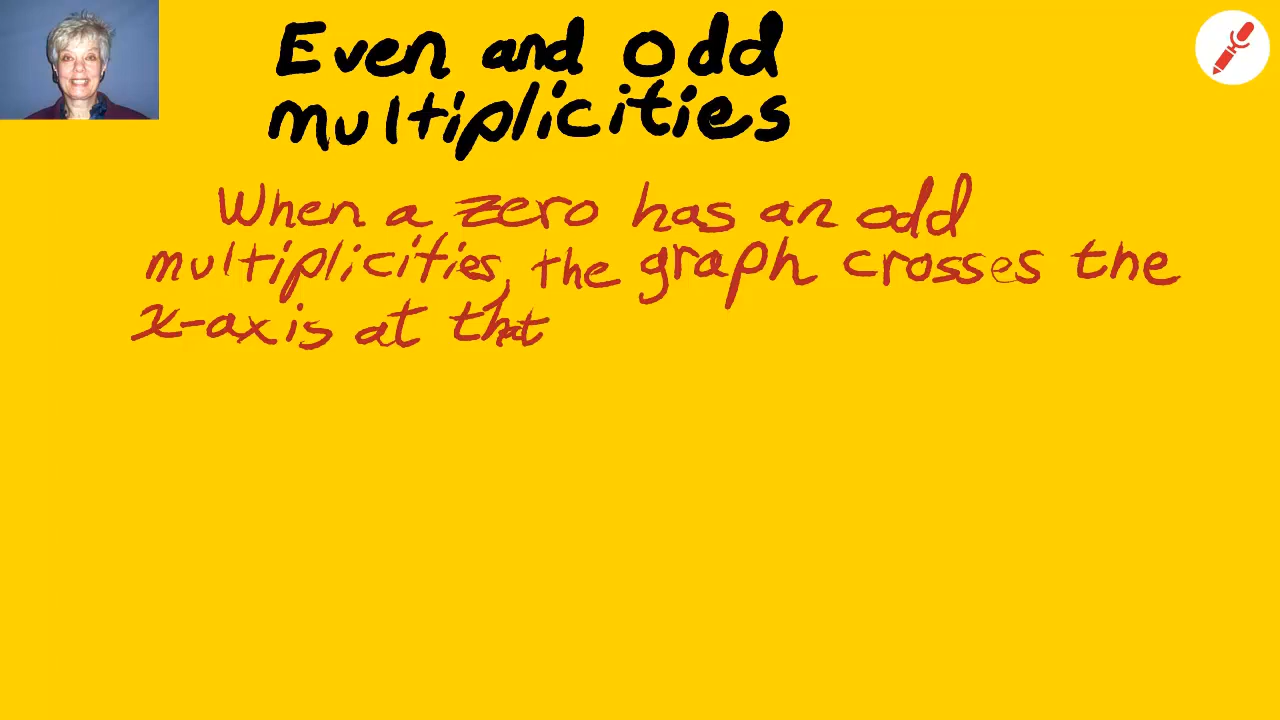 Even and odd
multiplicities
When a zero has an odd
multiplicities, the graph crosses the
x-axis at that